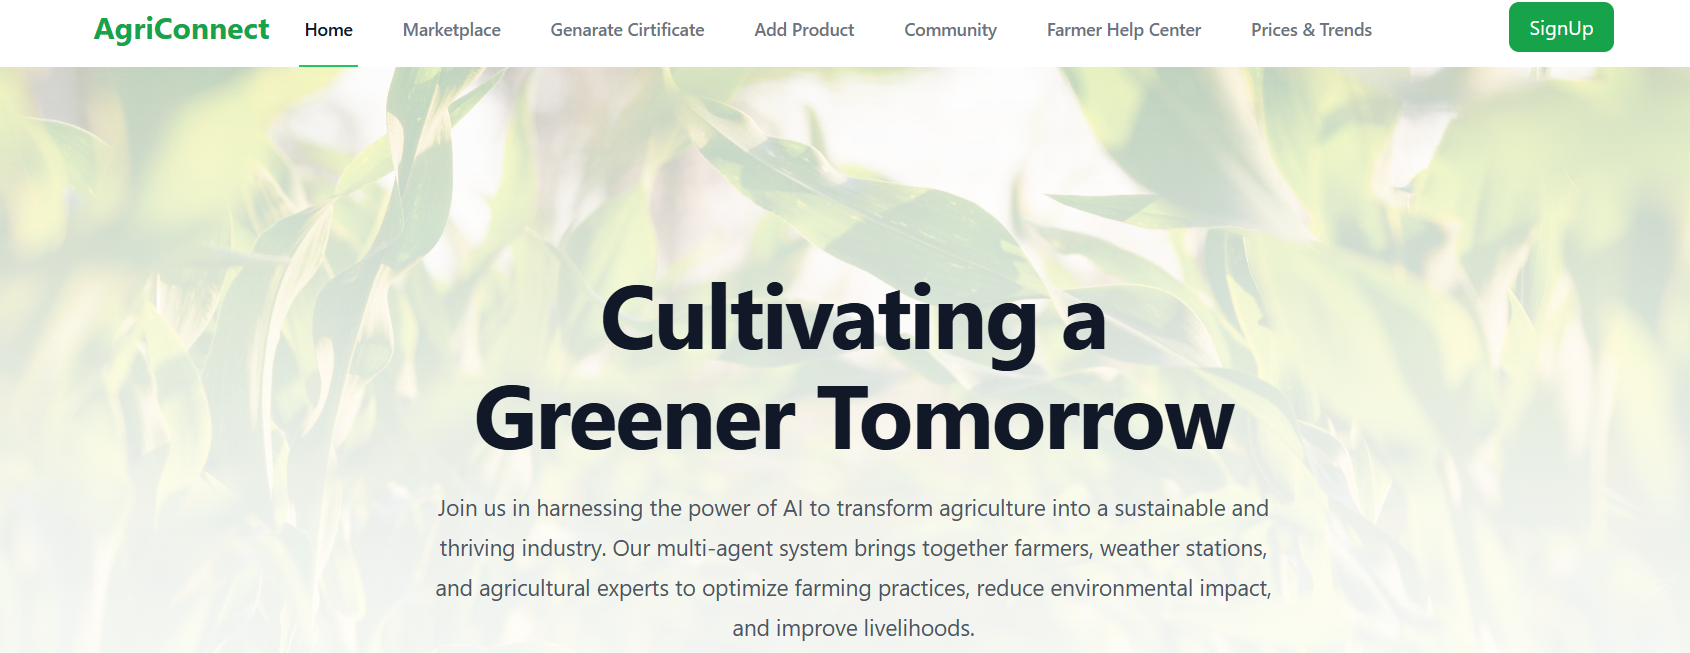 AgriConnect Home Marketplace Genarate Cirtificate Add Product Community Farmer Help Center Prices & Trends SignUp
Cultivating a
Greener Tomorrow
Join us in harnessing the power of AI to transform agriculture into a sustainable and
thriving industry. Our multi-agent system brings together farmers, weather stations,
and agricultural experts to optimize farming practices, reduce environmental impact,
and improve livelihoods.